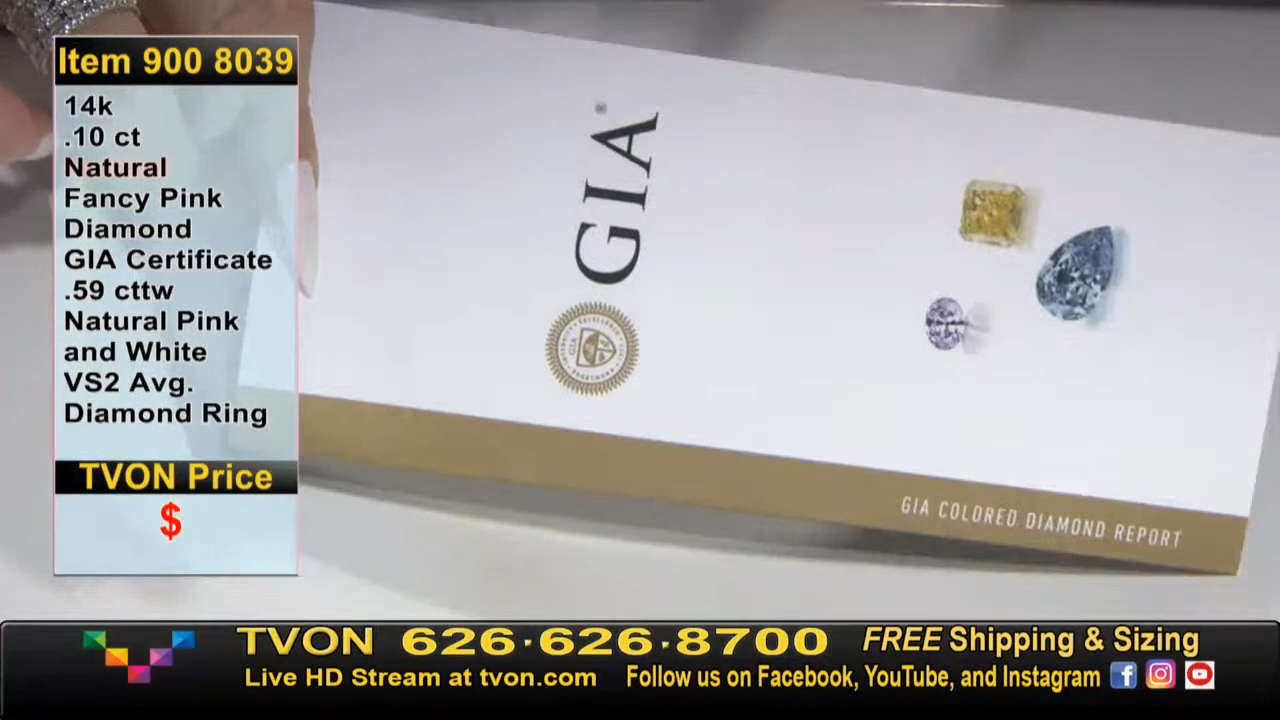 Item 900 8039
14k
.10 ct
Natural
Fancy Pink
Diamond
GIA Certificate
.59 cttw
Natural Pink
and White
VS2 Avg.
Diamond Ring
TVON Price
$
GIA®
GIA COLORED DIAMOND REPORT
TVON 626·626·8700 FREE Shipping & Sizing
Live HD Stream at tvon.com Follow us on Facebook, YouTube, and Instagram